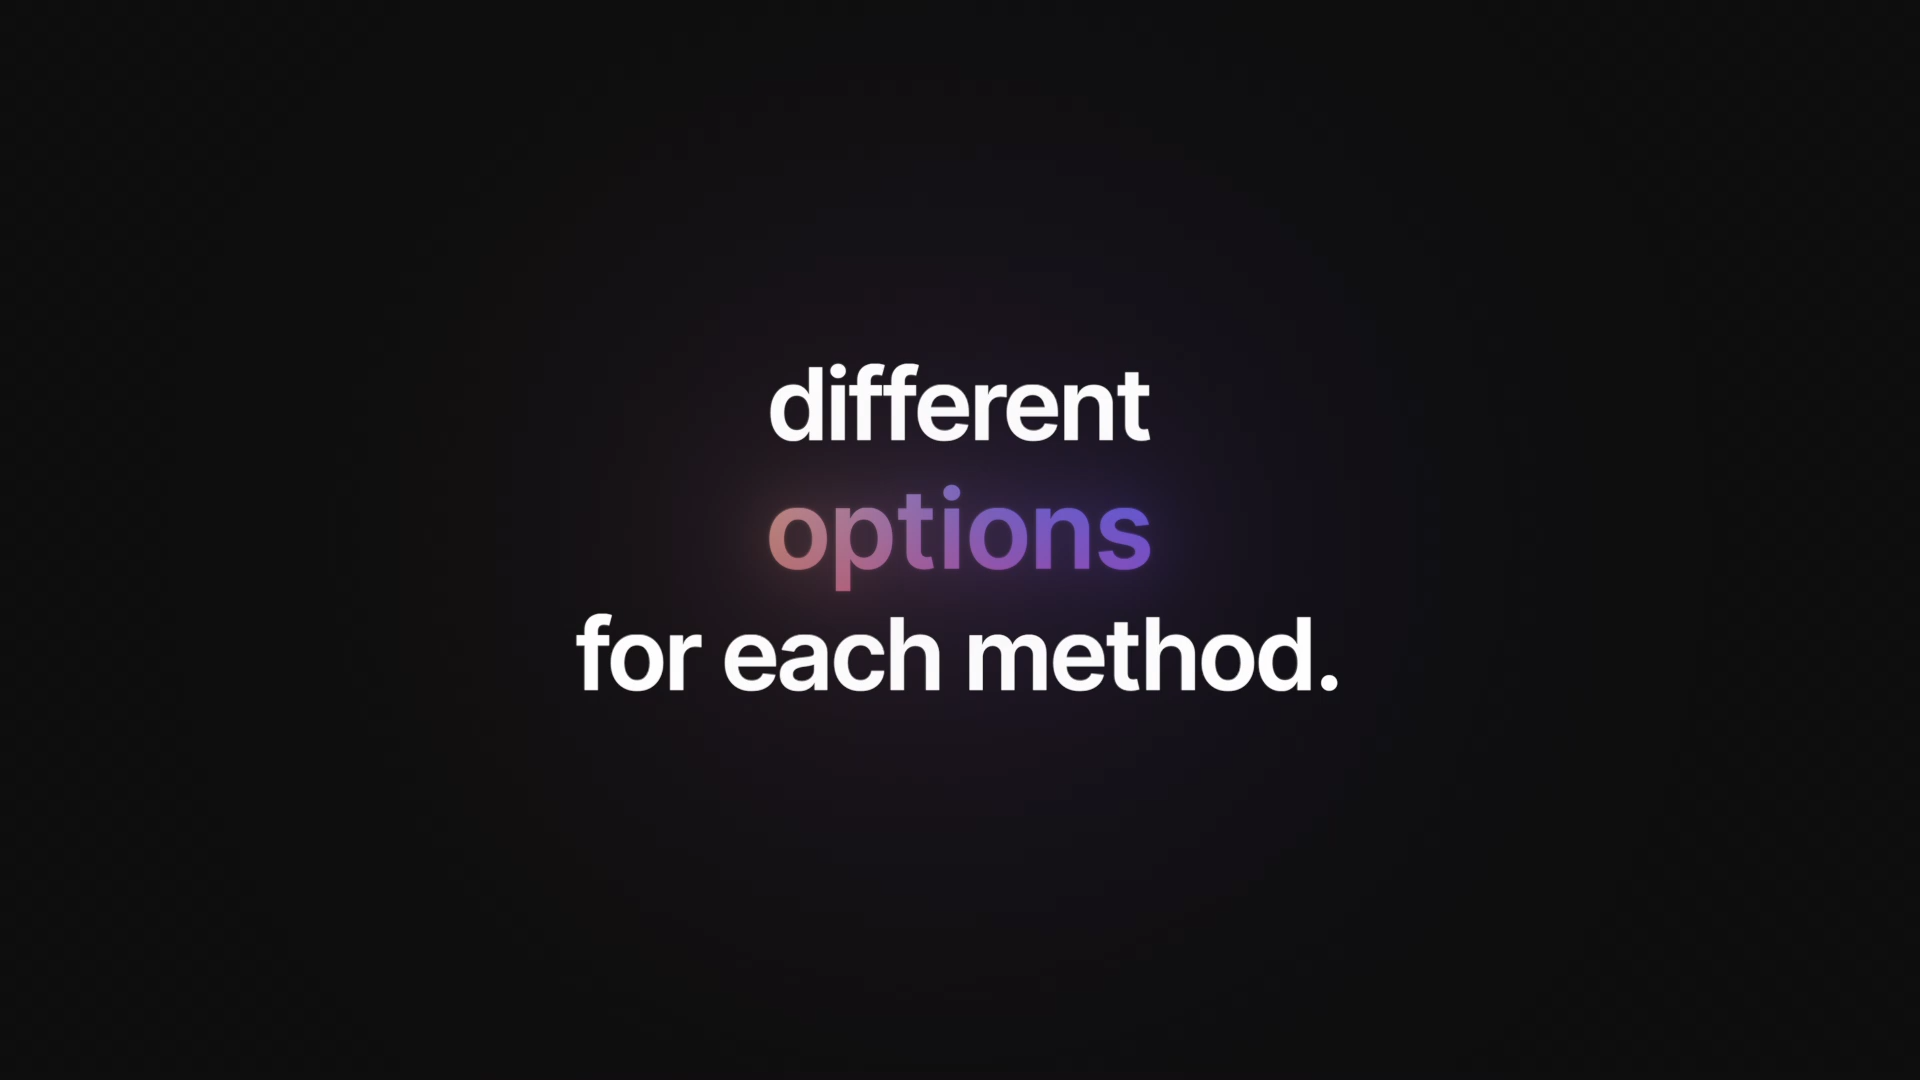 different
options
for each method.